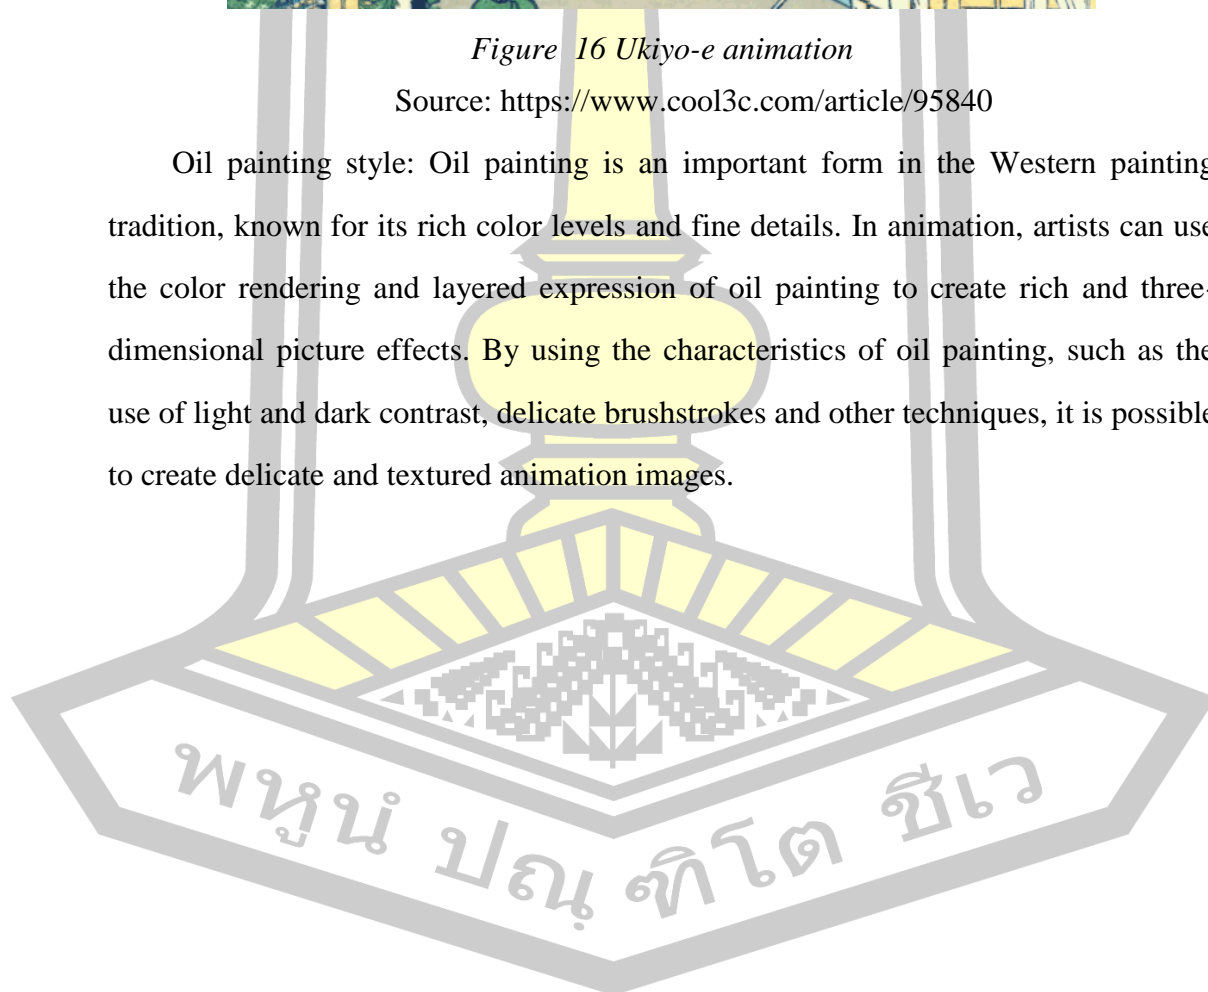 Figure 16 Ukiyo-e animation
Source: https://www.cool3c.com/article/95840
Oil painting style: Oil painting is an important form in the Western painting
tradition, known for its rich color levels and fine details. In animation, artists can use
the color rendering and layered expression of oil painting to create rich and three-
dimensional picture effects. By using the characteristics of oil painting, such as the
use of light and dark contrast, delicate brushstrokes and other techniques, it is possible
to create delicate and textured animation images.
พหูนํ ปณฺฑิโต ชีเว